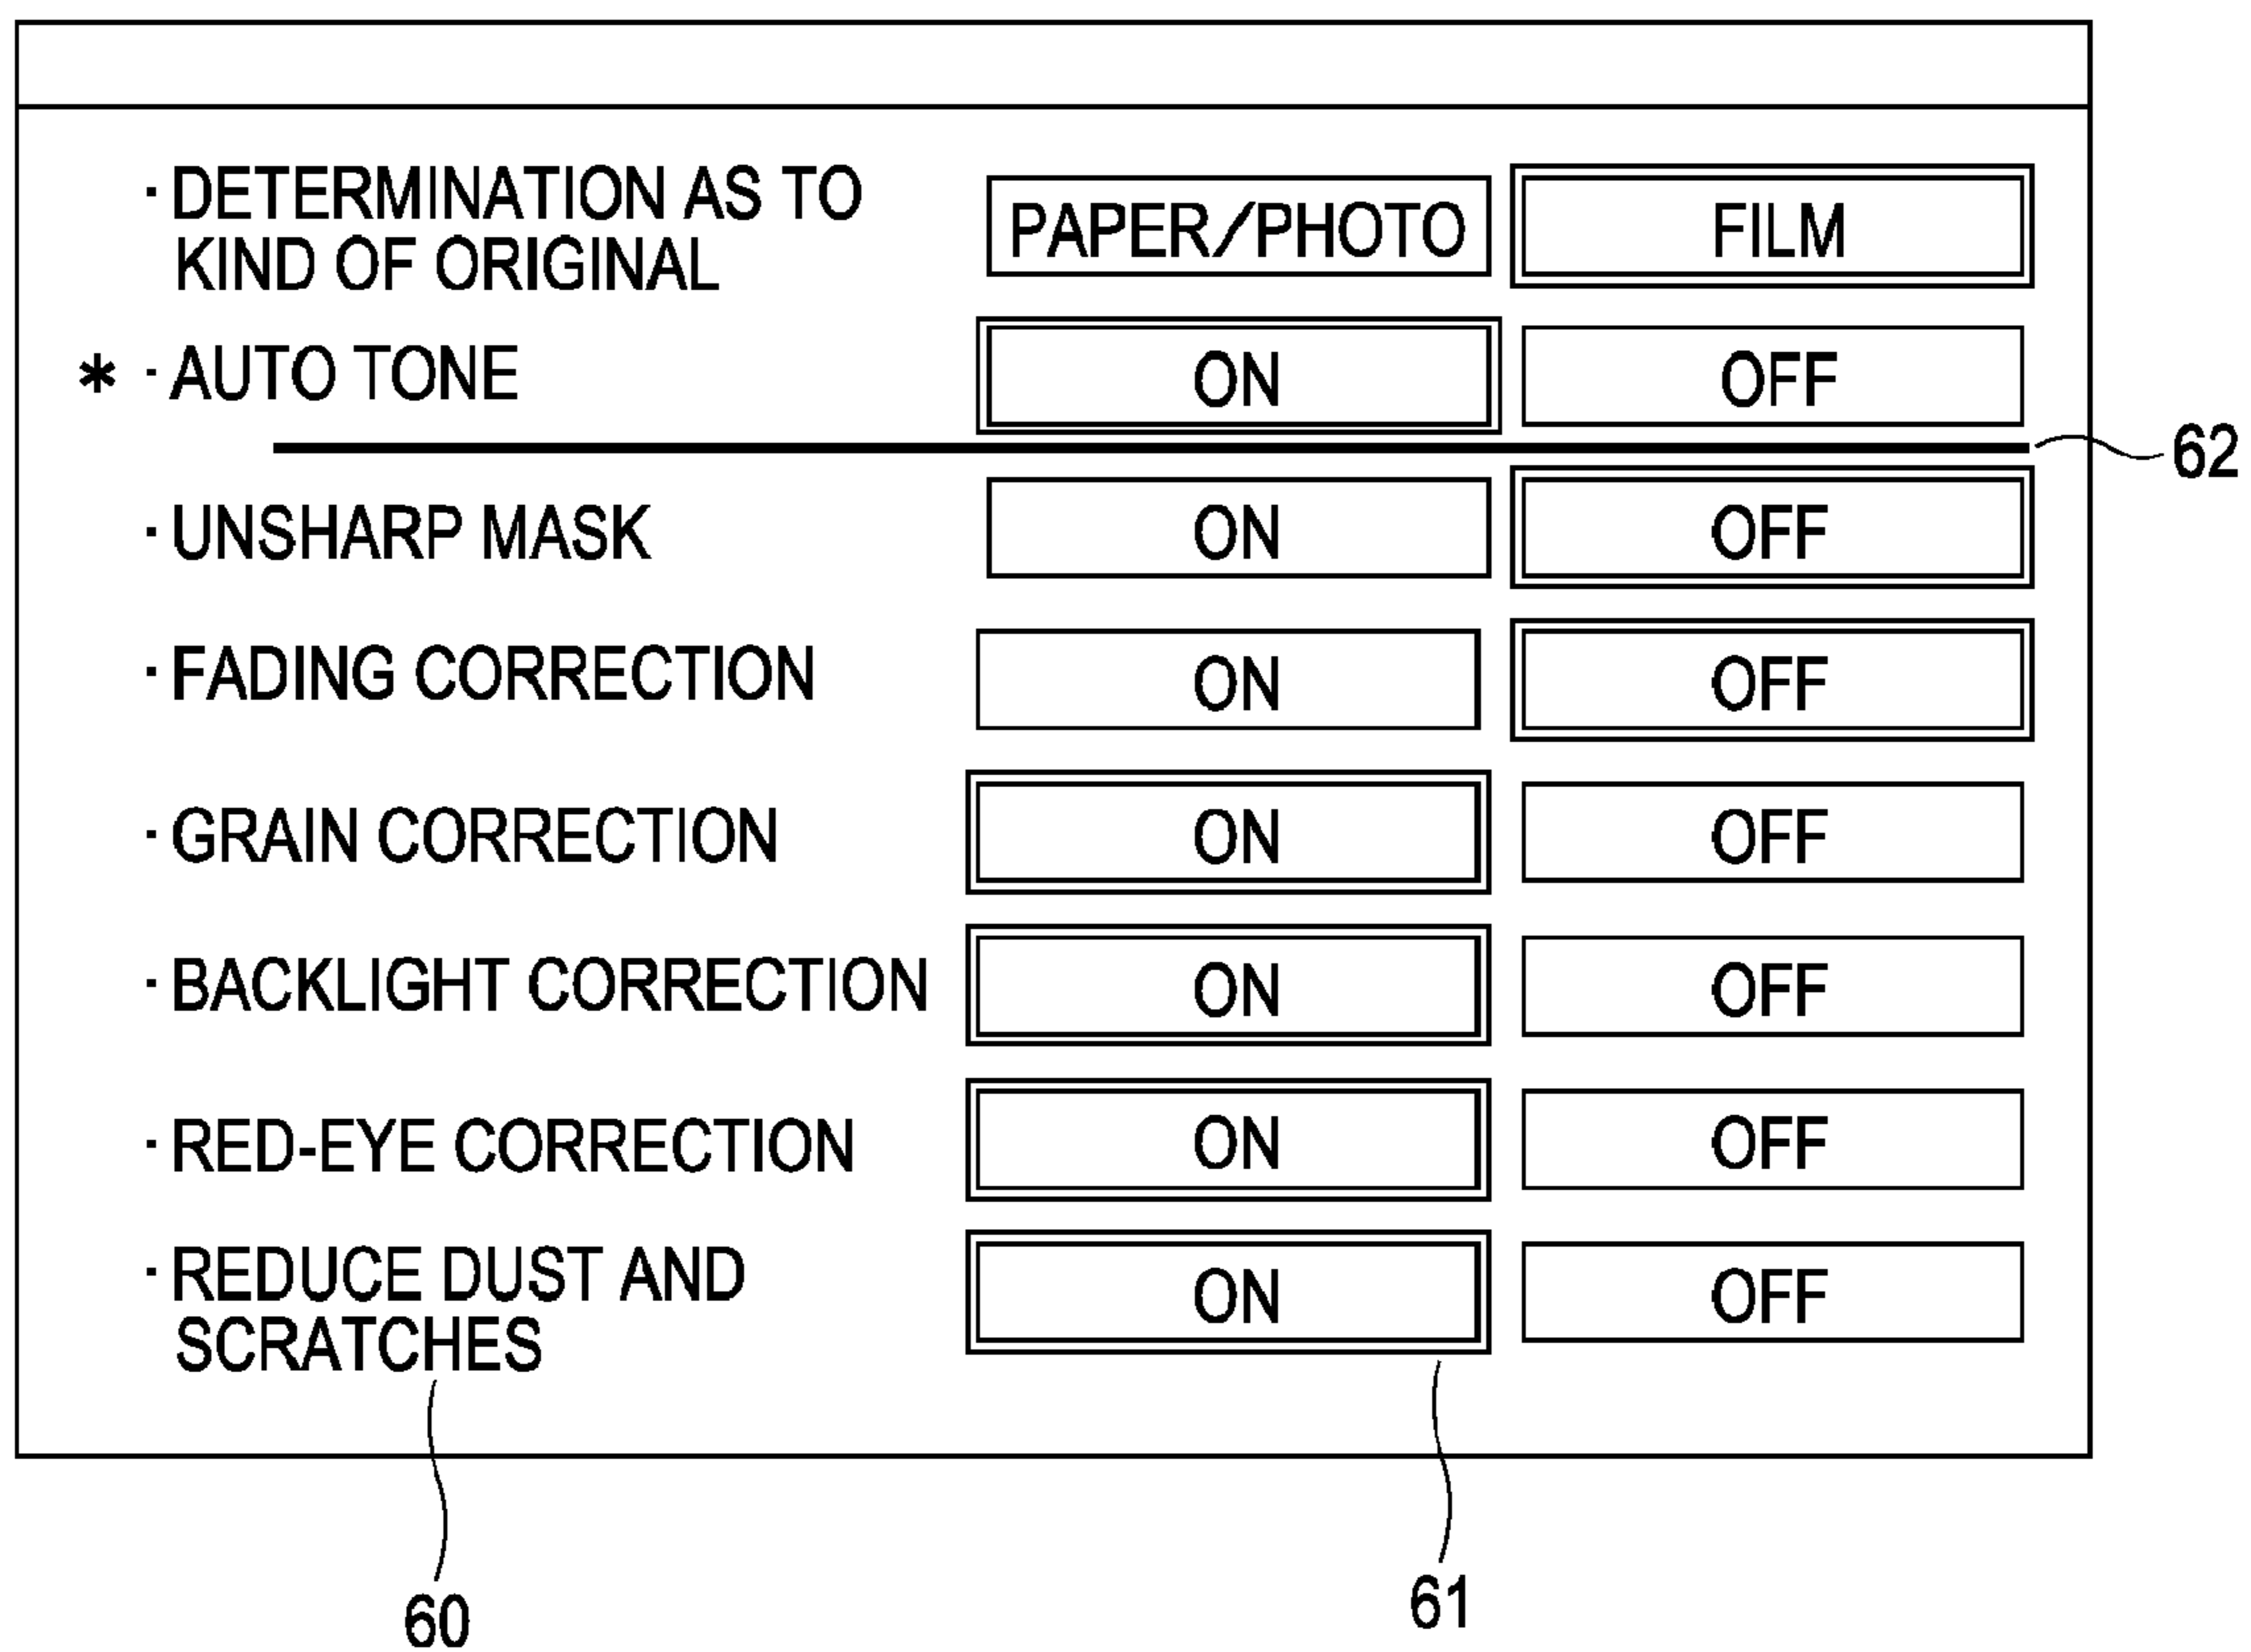 · DETERMINATION AS TO
KIND OF ORIGINAL
PAPER/PHOTO FILM
* · AUTO TONE ON OFF
62
· UNSHARP MASK ON OFF
· FADING CORRECTION ON OFF
· GRAIN CORRECTION ON OFF
· BACKLIGHT CORRECTION ON OFF
· RED-EYE CORRECTION ON OFF
· REDUCE DUST AND
SCRATCHES
ON OFF
60 61